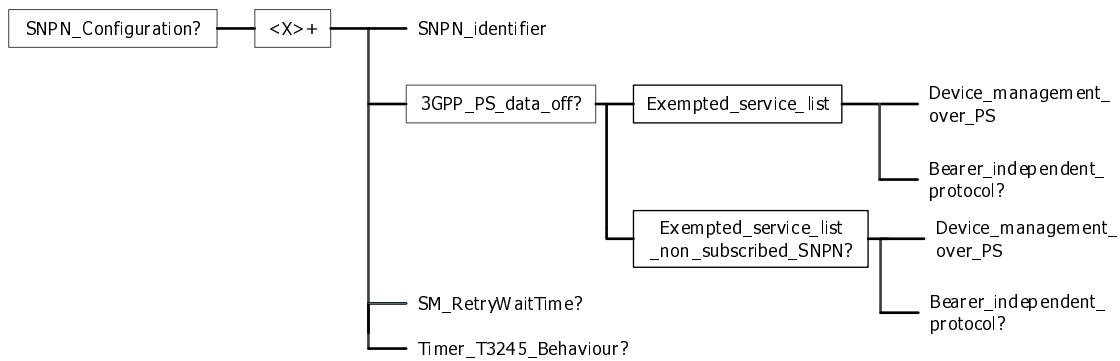 SNPN_Configuration?
<X>+
SNPN_identifier
3GPP_PS_data_off?
Exempted_service_list
Device_management_
over_PS
Bearer_independent_
protocol?
Exempted_service_list
_non_subscribed_SNPN?
Device_management_
over_PS
Bearer_independent_
protocol?
SM_RetryWaitTime?
Timer_T3245_Behaviour?